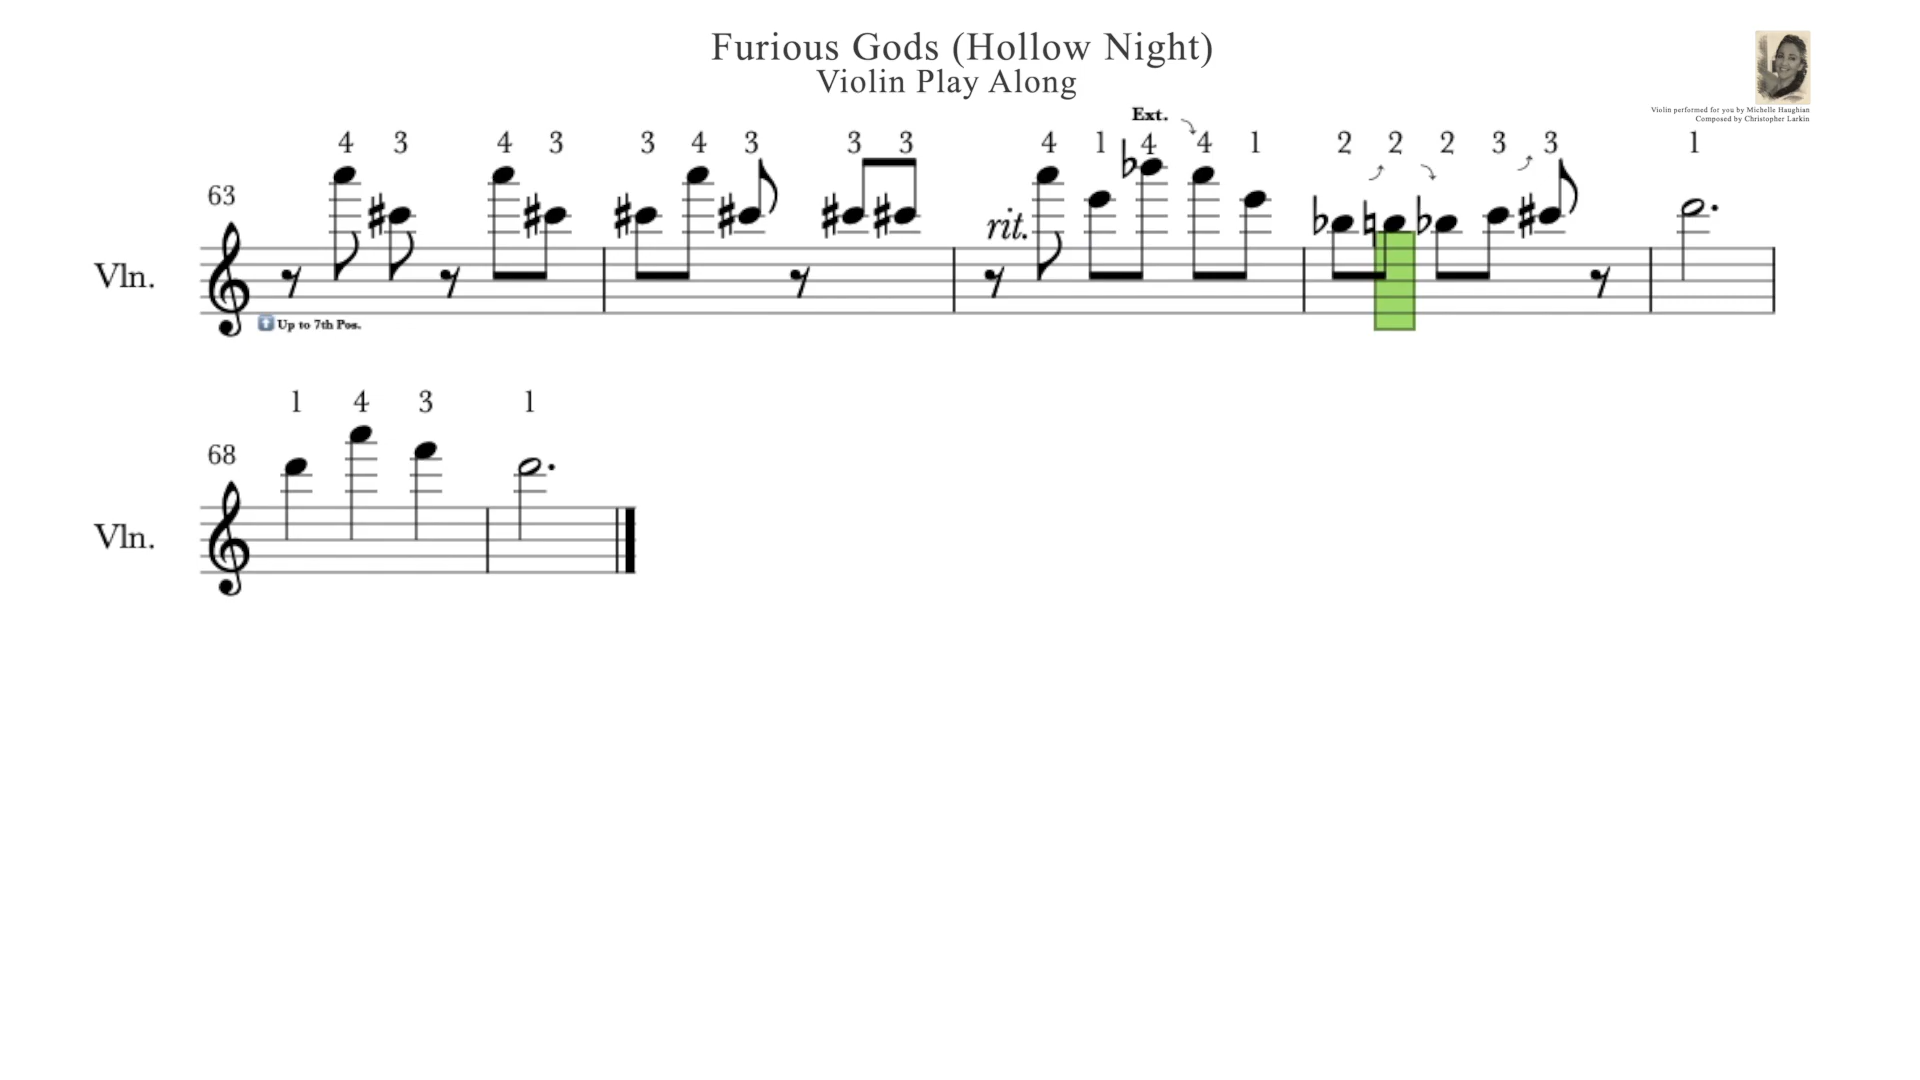 Furious Gods (Hollow Night)
Violin Play Along
Violin performed for you by Michelle Haughian
Composed by Christopher Larkin
Ext.
4 3 4 3 3 4 3 3 3 4 1 4 4 1 2 2 2 3 3 1
63
rit.
Vln.
Up to 7th Pos.
1 4 3 1
68
Vln.